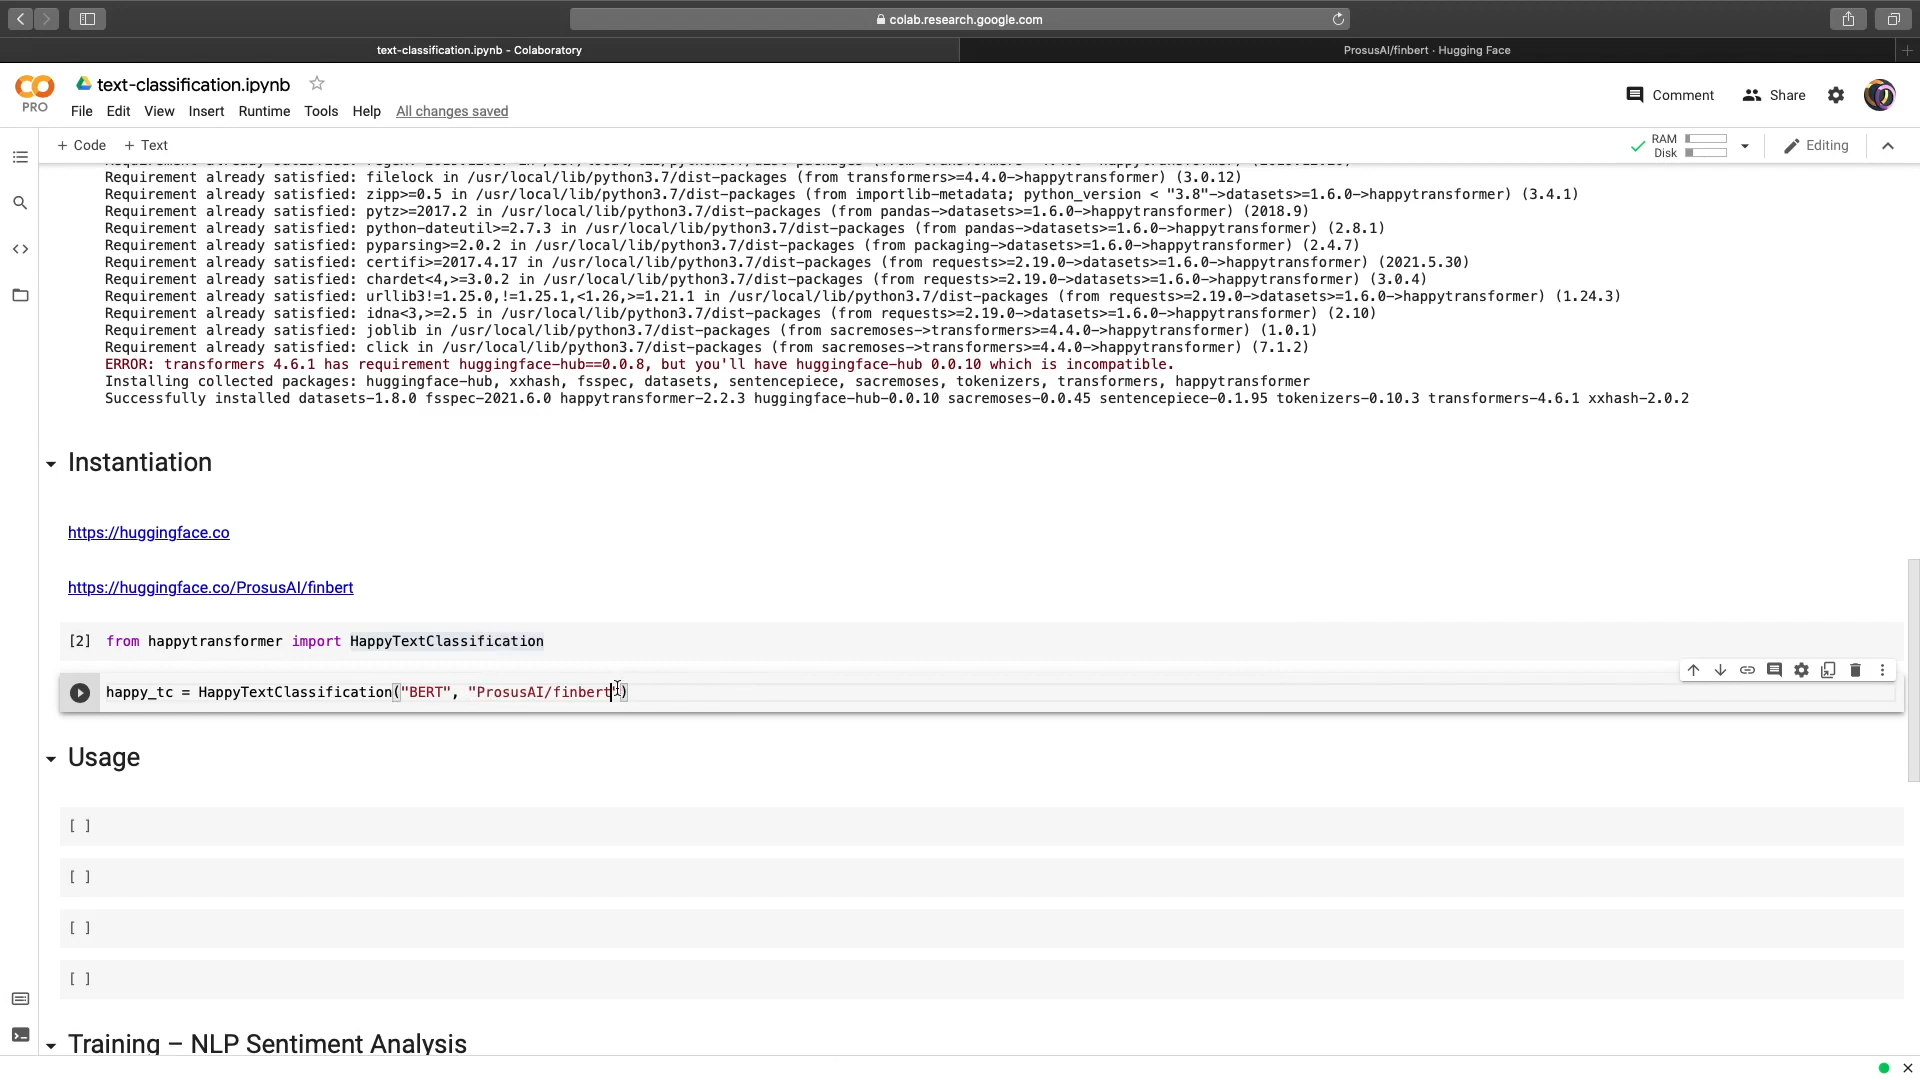 colab.research.google.com
text-classification.ipynb - Colaboratory
ProsusAI/finbert · Hugging Face
PRO
text-classification.ipynb
File Edit View Insert Runtime Tools Help All changes saved
Comment
Share
+ Code + Text
RAM
Disk
Editing
Requirement already satisfied: filelock in /usr/local/lib/python3.7/dist-packages (from transformers>=4.4.0->happytransformer) (3.0.12)
Requirement already satisfied: zipp>=0.5 in /usr/local/lib/python3.7/dist-packages (from importlib-metadata; python_version < "3.8"->datasets>=1.6.0->happytransformer) (3.4.1)
Requirement already satisfied: pytz>=2017.2 in /usr/local/lib/python3.7/dist-packages (from pandas->datasets>=1.6.0->happytransformer) (2018.9)
Requirement already satisfied: python-dateutil>=2.7.3 in /usr/local/lib/python3.7/dist-packages (from pandas->datasets>=1.6.0->happytransformer) (2.8.1)
Requirement already satisfied: pyparsing>=2.0.2 in /usr/local/lib/python3.7/dist-packages (from packaging->datasets>=1.6.0->happytransformer) (2.4.7)
Requirement already satisfied: certifi>=2017.4.17 in /usr/local/lib/python3.7/dist-packages (from requests>=2.19.0->datasets>=1.6.0->happytransformer) (2021.5.30)
Requirement already satisfied: chardet<4,>=3.0.2 in /usr/local/lib/python3.7/dist-packages (from requests>=2.19.0->datasets>=1.6.0->happytransformer) (3.0.4)
Requirement already satisfied: urllib3!=1.25.0,!=1.25.1,<1.26,>=1.21.1 in /usr/local/lib/python3.7/dist-packages (from requests>=2.19.0->datasets>=1.6.0->happytransformer) (1.24.3)
Requirement already satisfied: idna<3,>=2.5 in /usr/local/lib/python3.7/dist-packages (from requests>=2.19.0->datasets>=1.6.0->happytransformer) (2.10)
Requirement already satisfied: joblib in /usr/local/lib/python3.7/dist-packages (from sacremoses->transformers>=4.4.0->happytransformer) (1.0.1)
Requirement already satisfied: click in /usr/local/lib/python3.7/dist-packages (from sacremoses->transformers>=4.4.0->happytransformer) (7.1.2)
ERROR: transformers 4.6.1 has requirement huggingface-hub==0.0.8, but you'll have huggingface-hub 0.0.10 which is incompatible.
Installing collected packages: huggingface-hub, xxhash, fsspec, datasets, sentencepiece, sacremoses, tokenizers, transformers, happytransformer
Successfully installed datasets-1.8.0 fsspec-2021.6.0 happytransformer-2.2.3 huggingface-hub-0.0.10 sacremoses-0.0.45 sentencepiece-0.1.95 tokenizers-0.10.3 transformers-4.6.1 xxhash-2.0.2
Instantiation
https://huggingface.co
https://huggingface.co/ProsusAI/finbert
[2] from happytransformer import HappyTextClassification
happy_tc = HappyTextClassification("BERT", "ProsusAI/finbert")
Usage
[ ]
[ ]
[ ]
[ ]
Training – NLP Sentiment Analysis